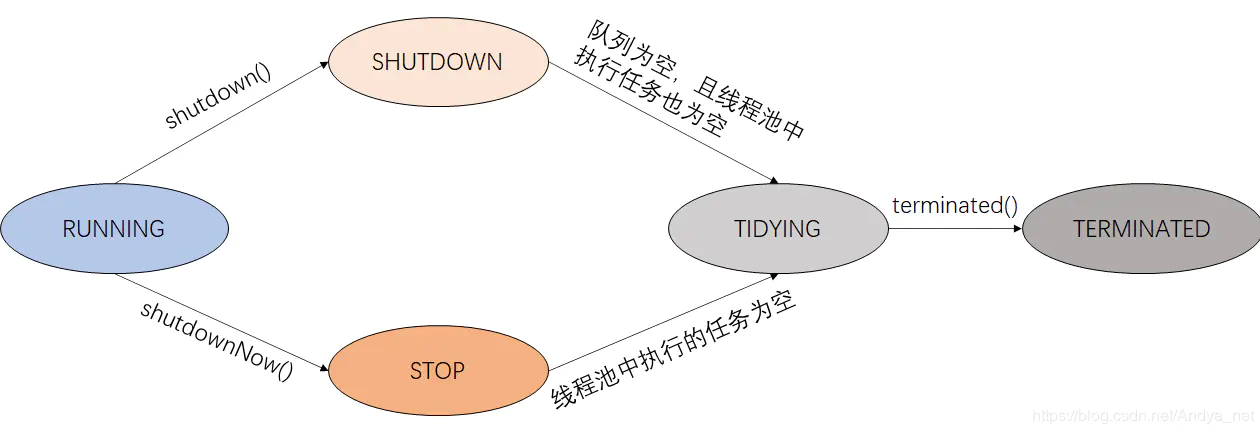 SHUTDOWN
队列为空，且线程池中
执行任务也为空
shutdown()
RUNNING
TIDYING
terminated()
TERMINATED
shutdownNow()
STOP
线程池中执行的任务为空
https://blog.csdn.net/Andya_net